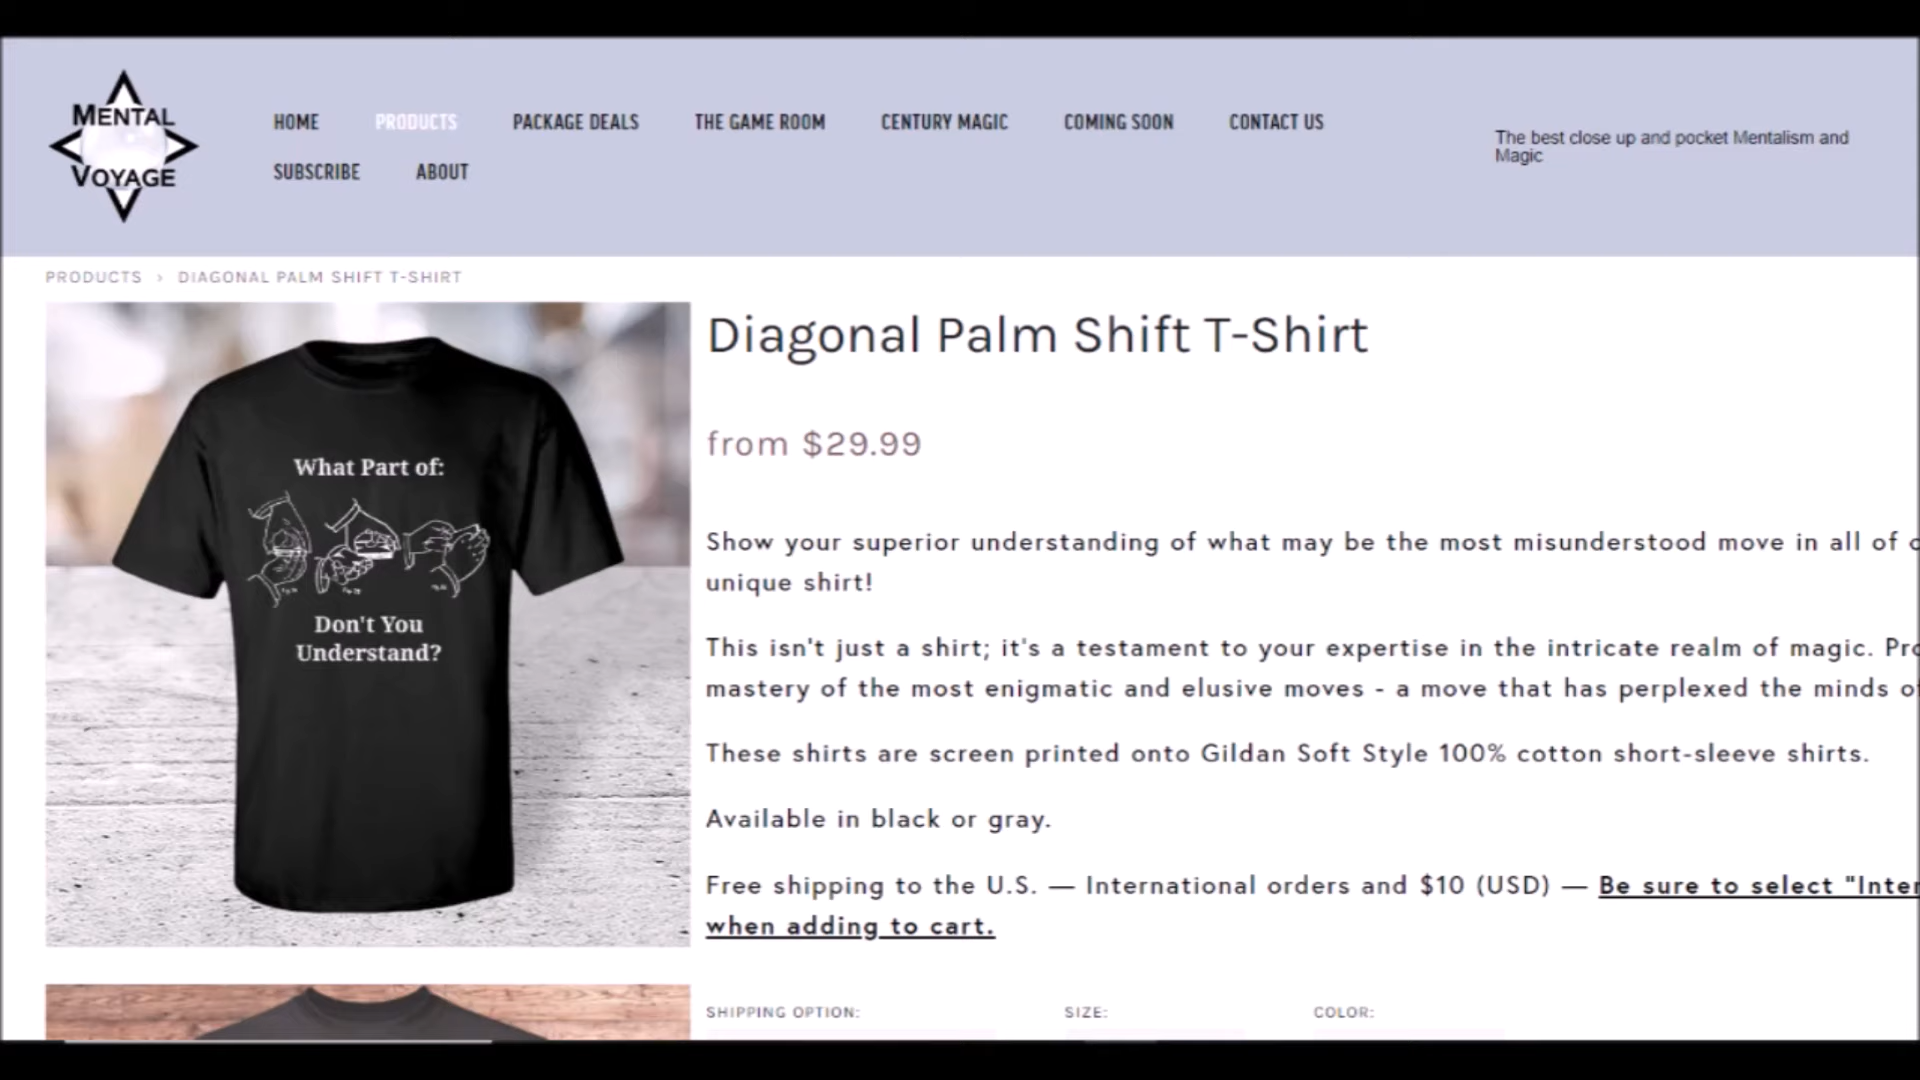 MENTAL
VOYAGE
HOME PRODUCTS PACKAGE DEALS THE GAME ROOM CENTURY MAGIC COMING SOON CONTACT US
SUBSCRIBE ABOUT
The best close up and pocket Mentalism and
Magic
PRODUCTS › DIAGONAL PALM SHIFT T-SHIRT
What Part of:
Don't You
Understand?
Diagonal Palm Shift T-Shirt
from $29.99
Show your superior understanding of what may be the most misunderstood move in all of
unique shirt!
This isn't just a shirt; it's a testament to your expertise in the intricate realm of magic.
mastery of the most enigmatic and elusive moves - a move that has perplexed the minds
These shirts are screen printed onto Gildan Soft Style 100% cotton short-sleeve shirts.
Available in black or gray.
Free shipping to the U.S. — International orders and $10 (USD) — Be sure to select
when adding to cart.
SHIPPING OPTION: SIZE: COLOR: